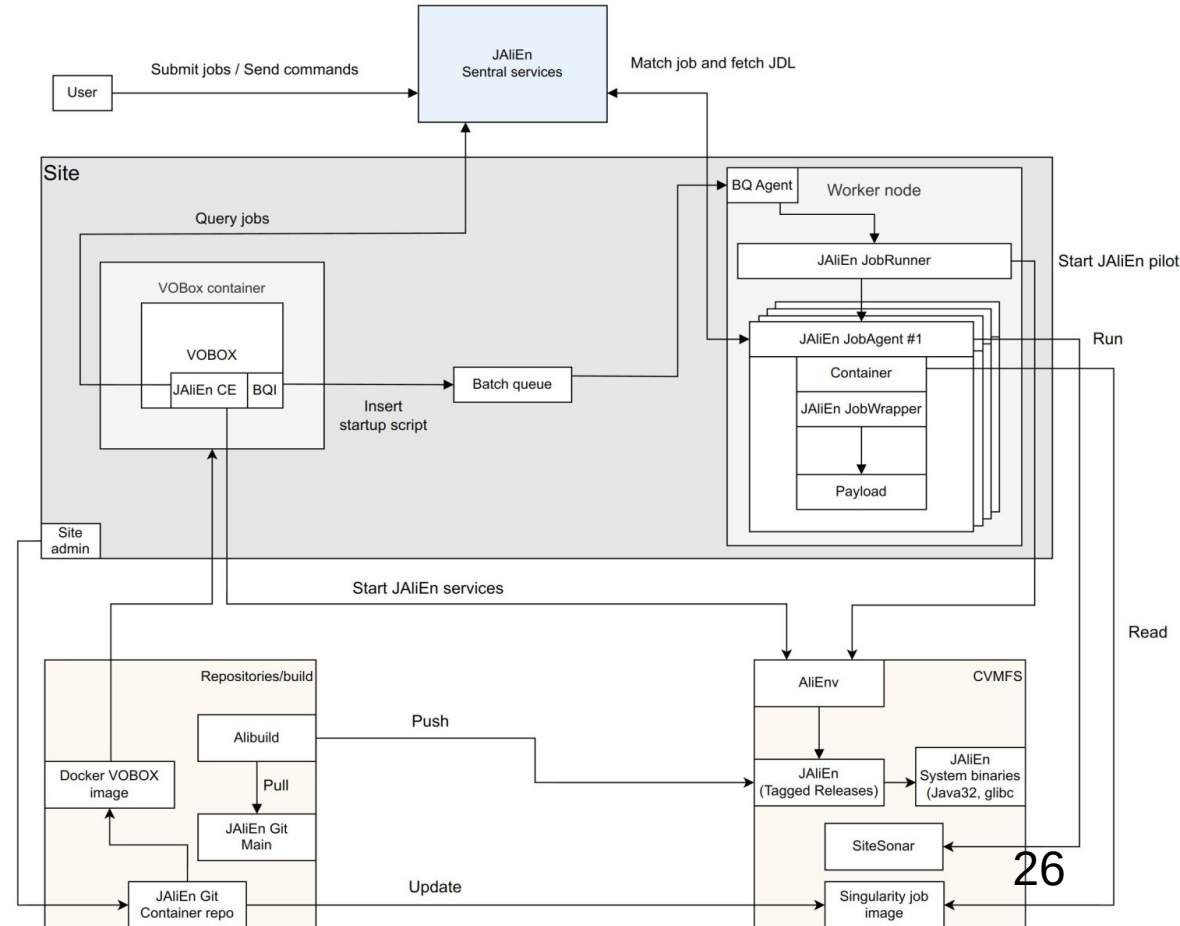 JAliEn
Sentral services
Submit jobs / Send commands
Match job and fetch JDL
User
Site
BQ Agent
Worker node
Query jobs
JAliEn JobRunner
Start JAliEn pilot
VOBox container
JAliEn JobAgent #1
Run
VOBOX
Container
JAliEn CE
BQI
Batch queue
JAliEn JobWrapper
Insert
startup script
Payload
Site
admin
Start JAliEn services
Read
Repositories/build
AliEnv
CVMFS
Alibuild
Push
Docker VOBOX
image
Pull
JAliEn
(Tagged Releases)
JAliEn
System binaries
(Java32, glibc
JAliEn Git
Main
SiteSonar
26
JAliEn Git
Container repo
Update
Singularity job
image